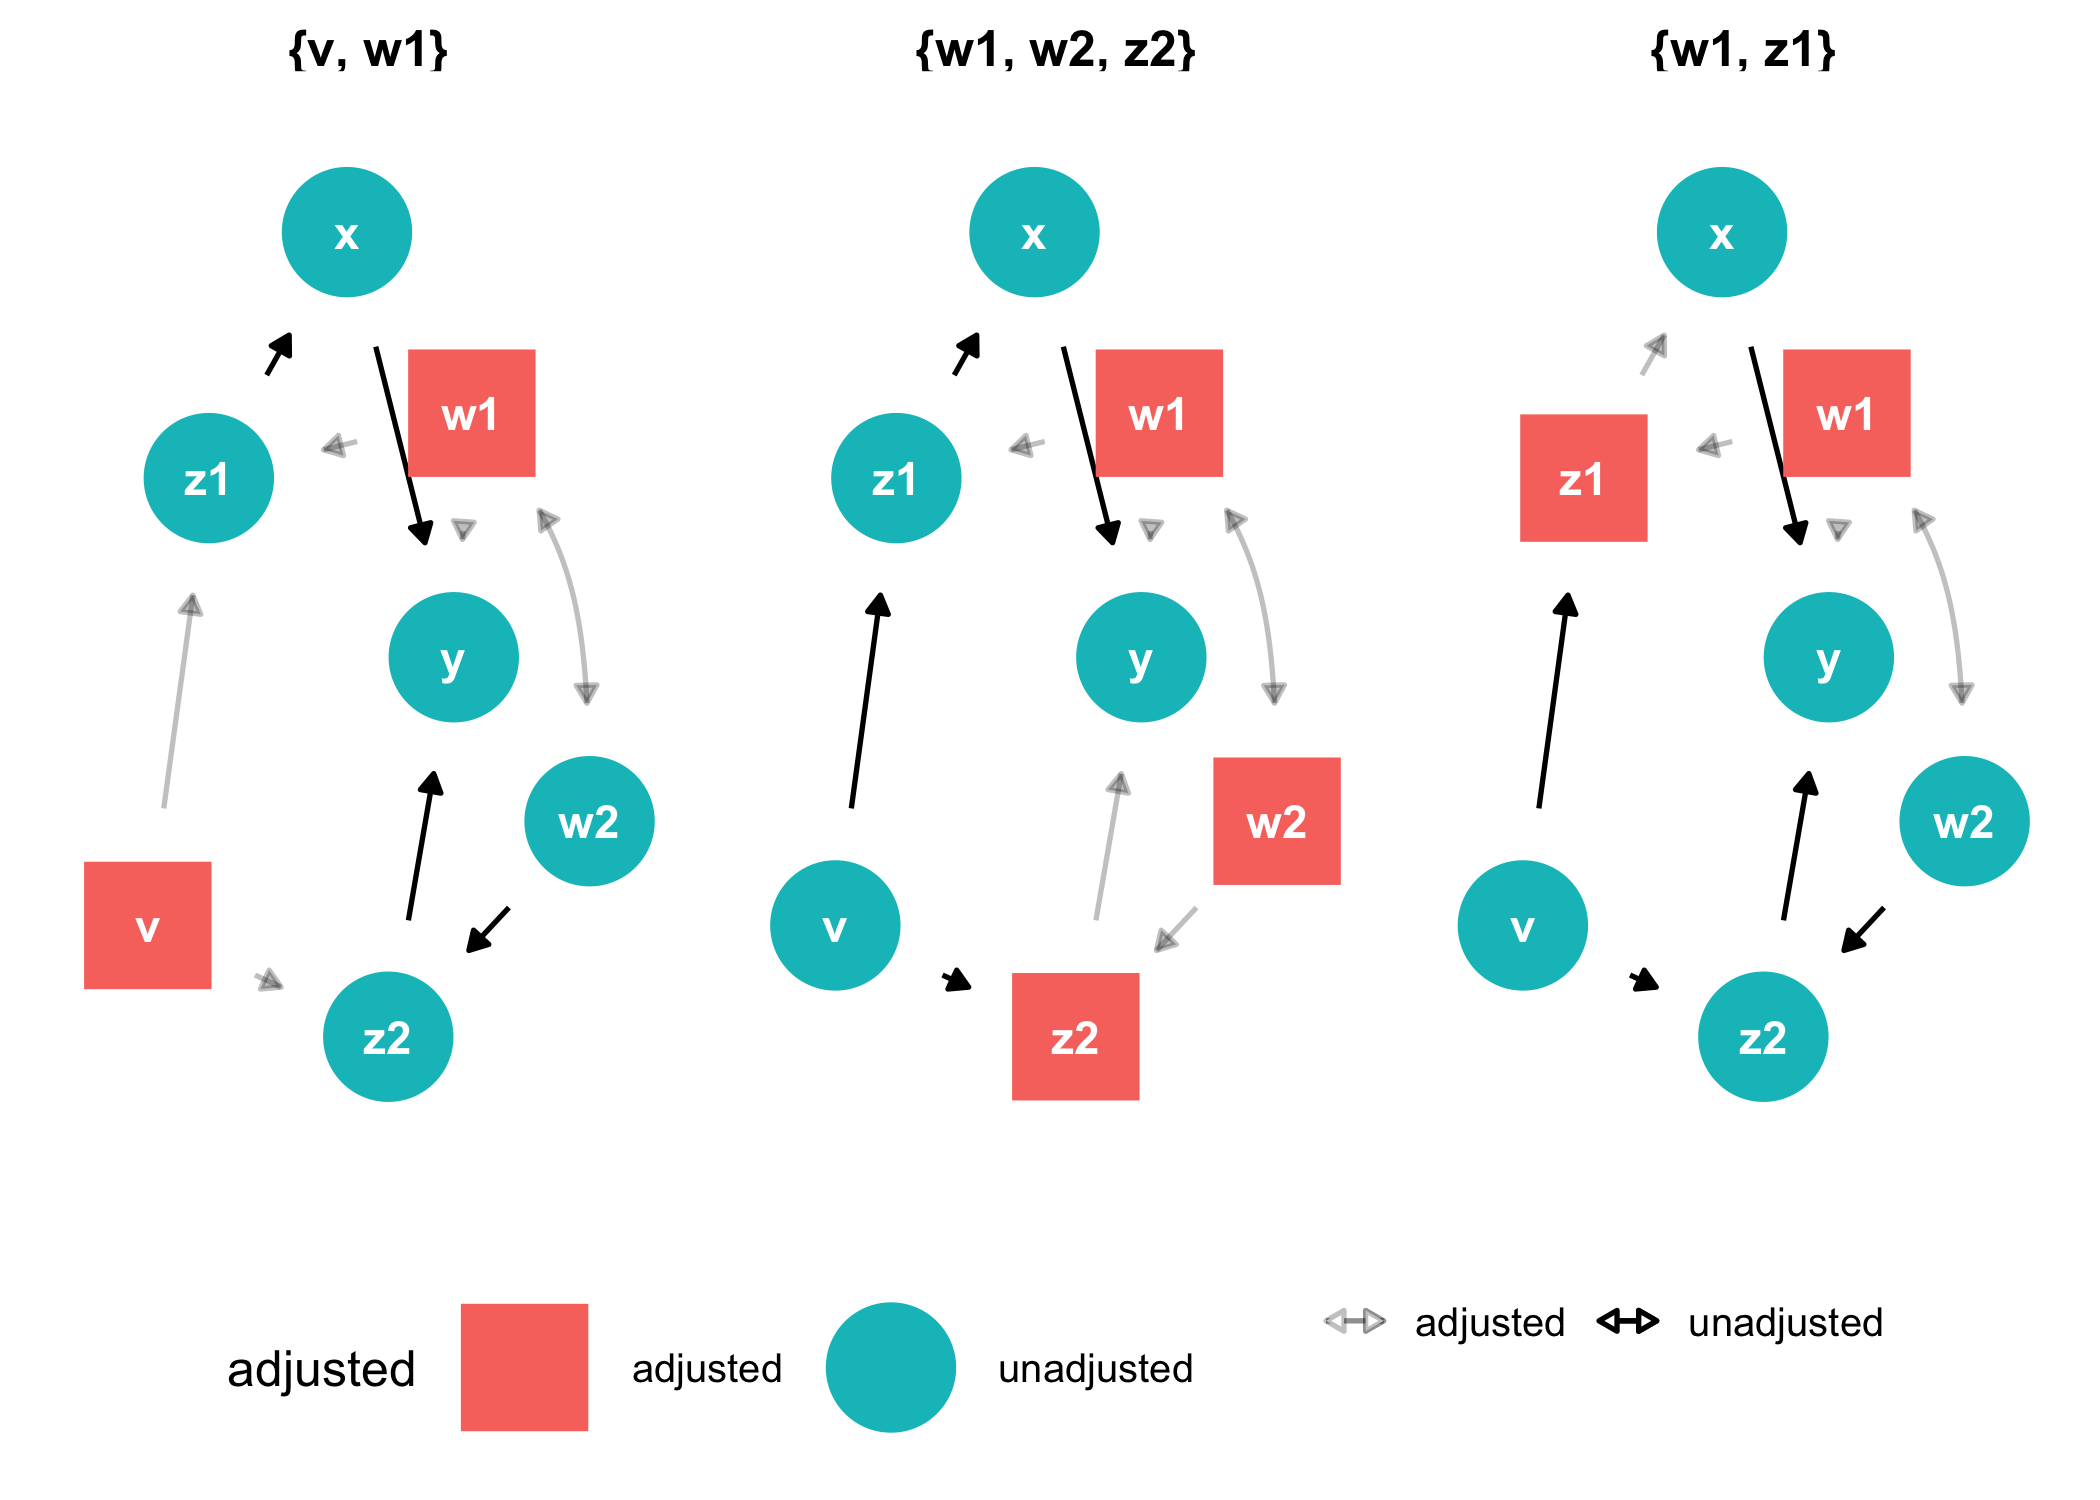 {v, w1}
{w1, w2, z2}
{w1, z1}
x
w1
z1
y
w2
v
z2
x
w1
z1
y
w2
v
z2
x
w1
z1
y
w2
v
z2
adjusted
adjusted
unadjusted
adjusted
unadjusted